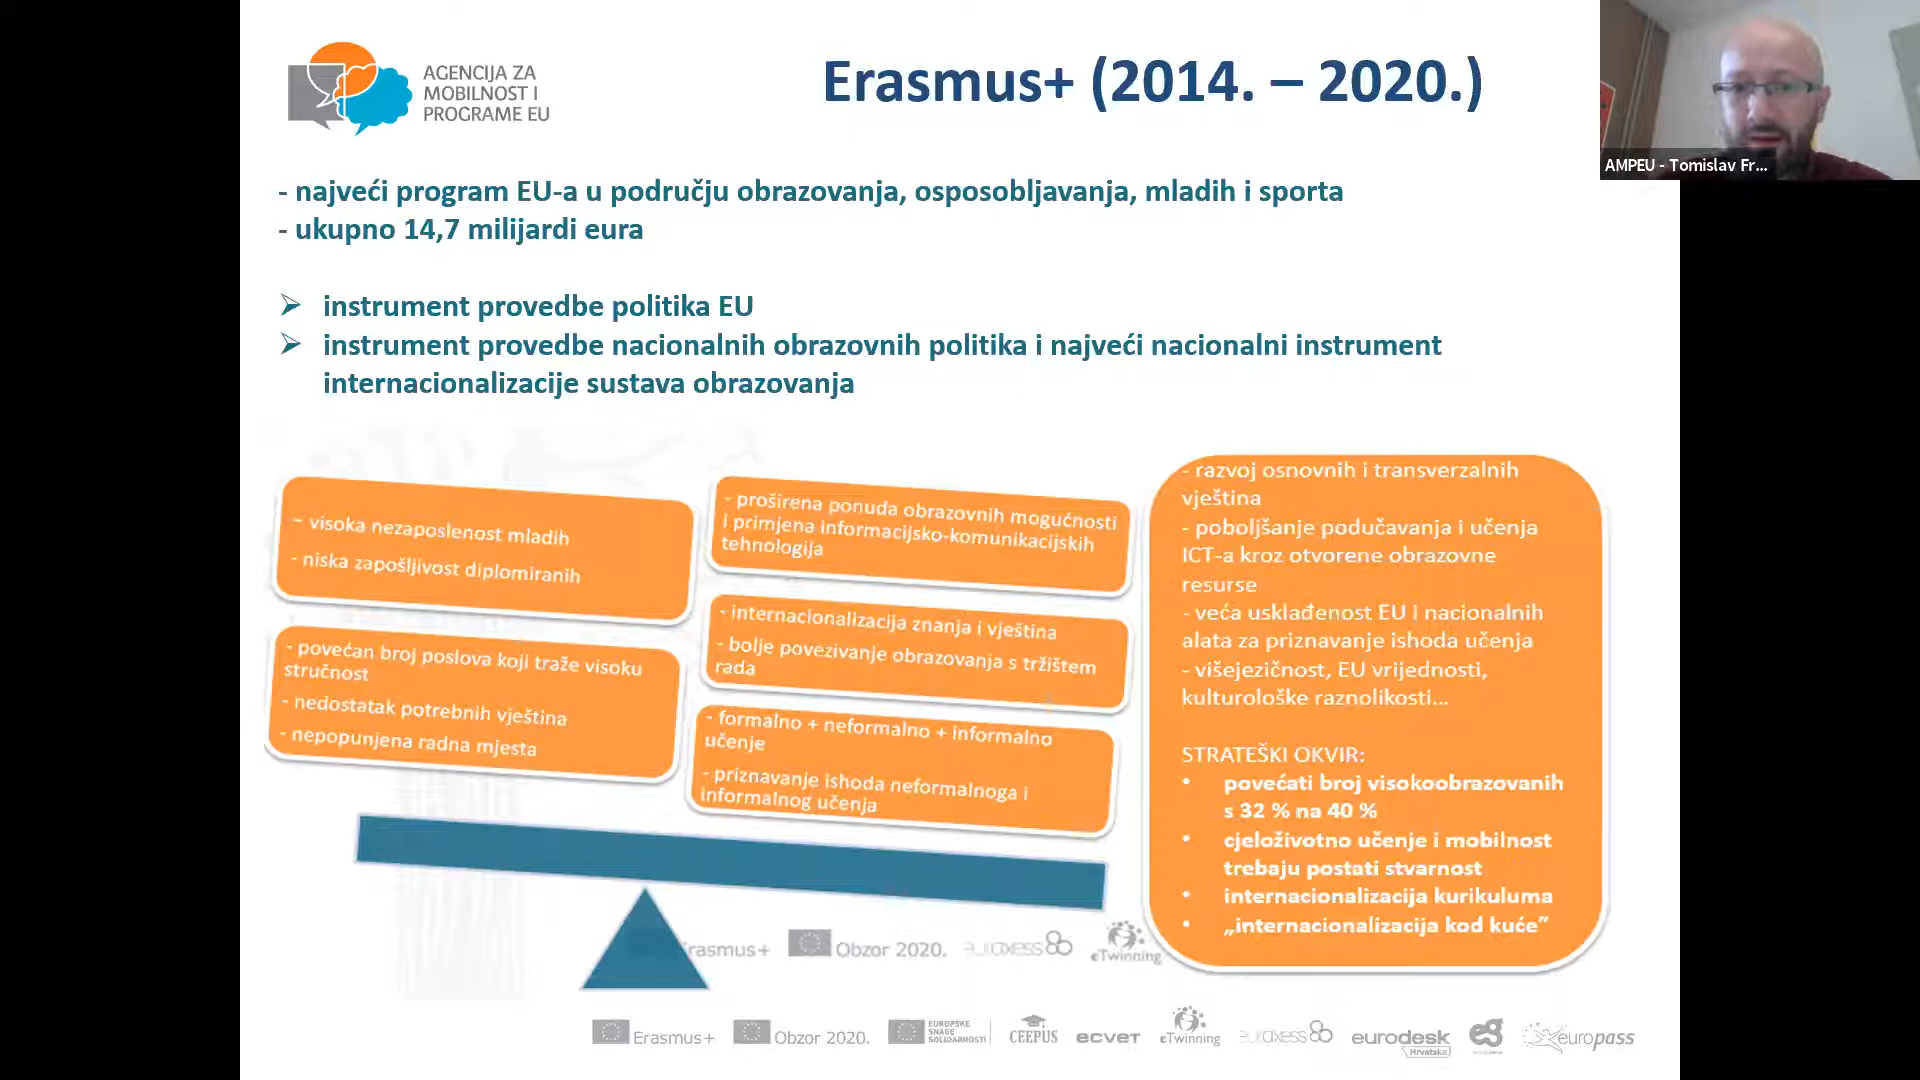 AGENCIJA ZA
MOBILNOST I
PROGRAME EU
Erasmus+ (2014. – 2020.)
AMPEU - Tomislav Fr...
- najveći program EU-a u području obrazovanja, osposobljavanja, mladih i sporta
- ukupno 14,7 milijardi eura
➢ instrument provedbe politika EU
➢ instrument provedbe nacionalnih obrazovnih politika i najveći nacionalni instrument
internacionalizacije sustava obrazovanja
- visoka nezaposlenost mladih
- niska zapošljivost diplomiranih
- povećan broj poslova koji traže visoku
stručnost
- nedostatak potrebnih vještina
- nepopunjena radna mjesta
- proširena ponuda obrazovnih mogućnosti
i primjena informacijsko-komunikacijskih
tehnologija
- internacionalizacija znanja i vještina
- bolje povezivanje obrazovanja s tržištem
rada
- formalno + neformalno + informalno
učenje
- priznavanje ishoda neformalnoga i
informalnog učenja
- razvoj osnovnih i transverzalnih
vještina
- poboljšanje podučavanja i učenja
ICT-a kroz otvorene obrazovne
resurse
- veća usklađenost EU i nacionalnih
alata za priznavanje ishoda učenja
- višejezičnost, EU vrijednosti,
kulturološke raznolikosti...
STRATEŠKI OKVIR:
• povećati broj visokoobrazovanih
s 32 % na 40 %
• cjeloživotno učenje i mobilnost
trebaju postati stvarnost
• internacionalizacija kurikuluma
• „internacionalizacija kod kuće”
rasmus+
Obzor 2020.
euraxess
eTwinning
Erasmus+
Obzor 2020.
EUROPSKE
SNAGE
SOLIDARNOSTI
CEEPUS
ecvet
eTwinning
euraxess
eurodesk
Hrvatska
europass